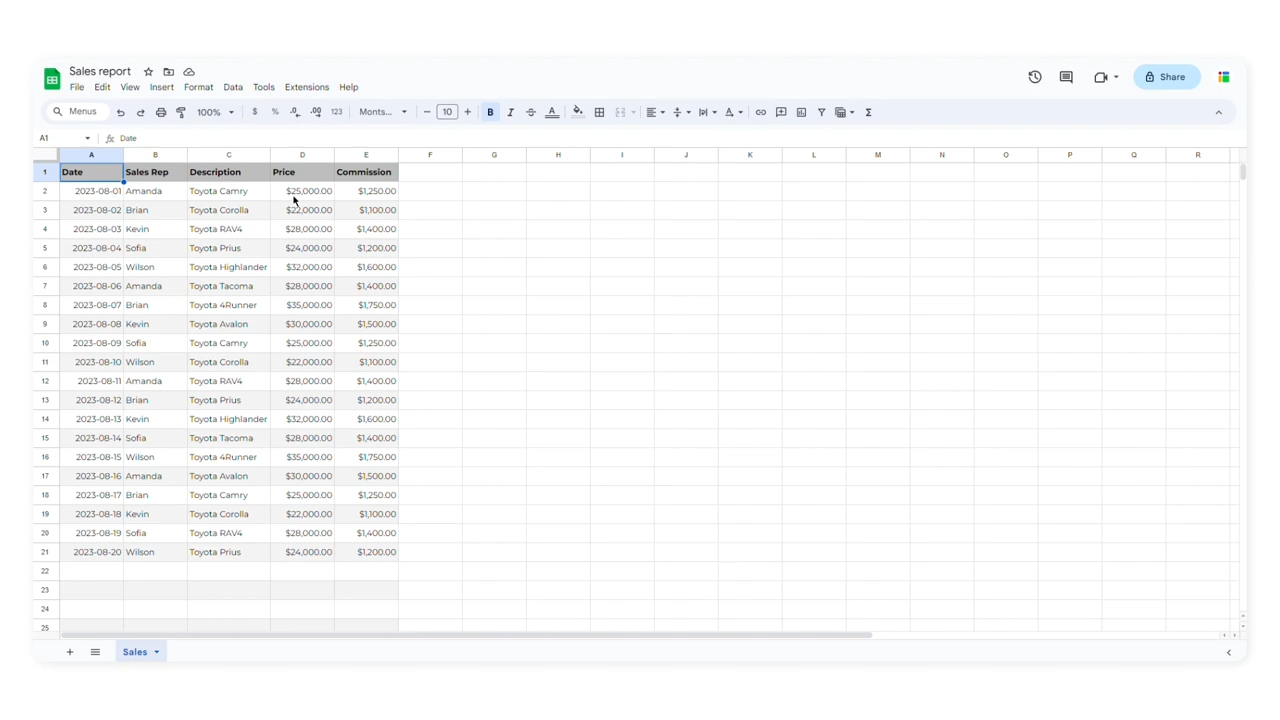 Sales report
File Edit View Insert Format Data Tools Extensions Help
Share
Menus 100% $ % .0 .00 123 Monts... 10 B I A Σ
A1 fx Date
A B C D E F G H I J K L M N O P Q R
1 Date Sales Rep Description Price Commission
2 2023-08-01 Amanda Toyota Camry $25,000.00 $1,250.00
3 2023-08-02 Brian Toyota Corolla $22,000.00 $1,100.00
4 2023-08-03 Kevin Toyota RAV4 $28,000.00 $1,400.00
5 2023-08-04 Sofia Toyota Prius $24,000.00 $1,200.00
6 2023-08-05 Wilson Toyota Highlander $32,000.00 $1,600.00
7 2023-08-06 Amanda Toyota Tacoma $28,000.00 $1,400.00
8 2023-08-07 Brian Toyota 4Runner $35,000.00 $1,750.00
9 2023-08-08 Kevin Toyota Avalon $30,000.00 $1,500.00
10 2023-08-09 Sofia Toyota Camry $25,000.00 $1,250.00
11 2023-08-10 Wilson Toyota Corolla $22,000.00 $1,100.00
12 2023-08-11 Amanda Toyota RAV4 $28,000.00 $1,400.00
13 2023-08-12 Brian Toyota Prius $24,000.00 $1,200.00
14 2023-08-13 Kevin Toyota Highlander $32,000.00 $1,600.00
15 2023-08-14 Sofia Toyota Tacoma $28,000.00 $1,400.00
16 2023-08-15 Wilson Toyota 4Runner $35,000.00 $1,750.00
17 2023-08-16 Amanda Toyota Avalon $30,000.00 $1,500.00
18 2023-08-17 Brian Toyota Camry $25,000.00 $1,250.00
19 2023-08-18 Kevin Toyota Corolla $22,000.00 $1,100.00
20 2023-08-19 Sofia Toyota RAV4 $28,000.00 $1,400.00
21 2023-08-20 Wilson Toyota Prius $24,000.00 $1,200.00
22
23
24
25
Sales